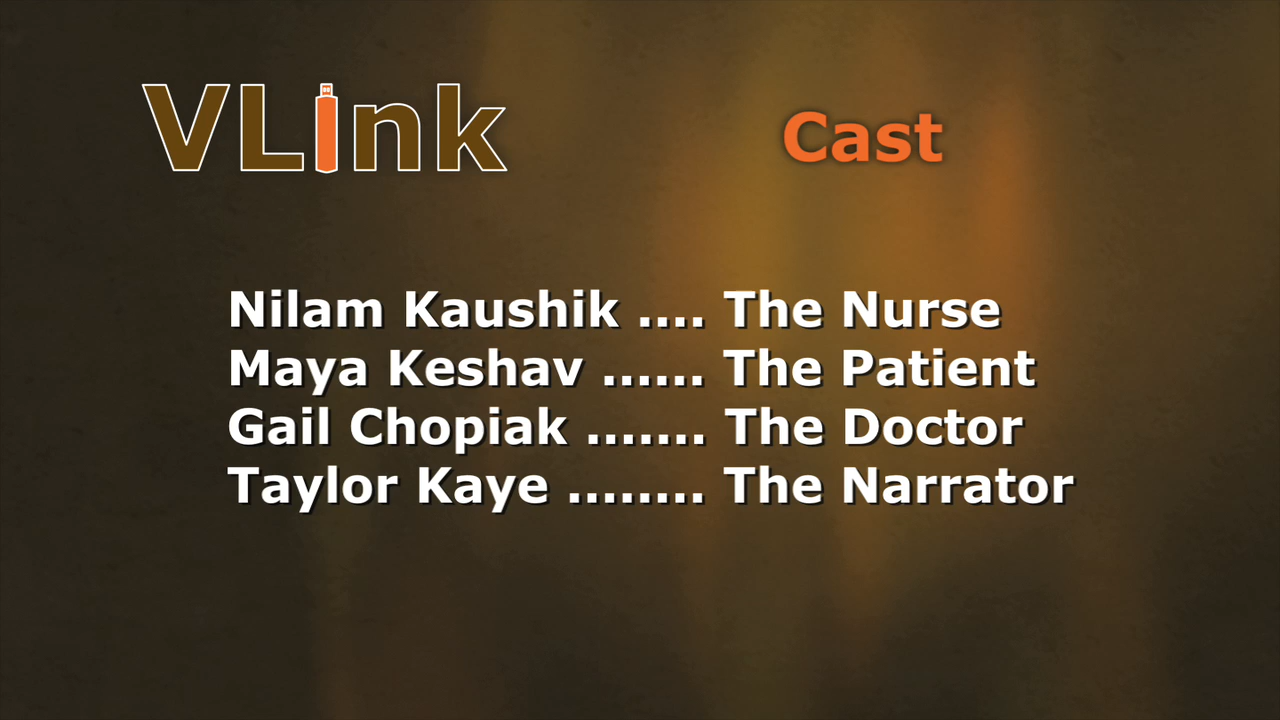 VLink
Cast
Nilam Kaushik .... The Nurse
Maya Keshav ...... The Patient
Gail Chopiak ....... The Doctor
Taylor Kaye ........ The Narrator